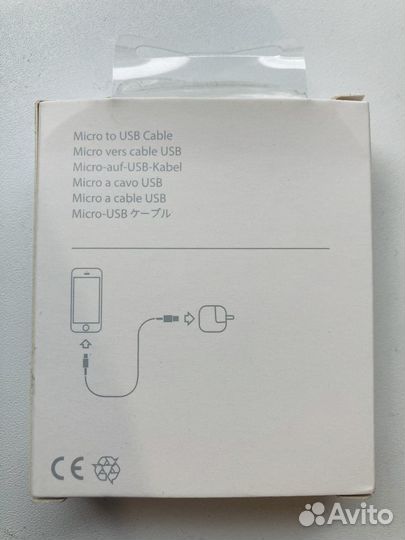 Micro to USB Cable
Micro vers cable USB
Micro-auf-USB-Kabel
Micro a cavo USB
Micro a cable USB
Micro-USB ケーブル
CE
Avito